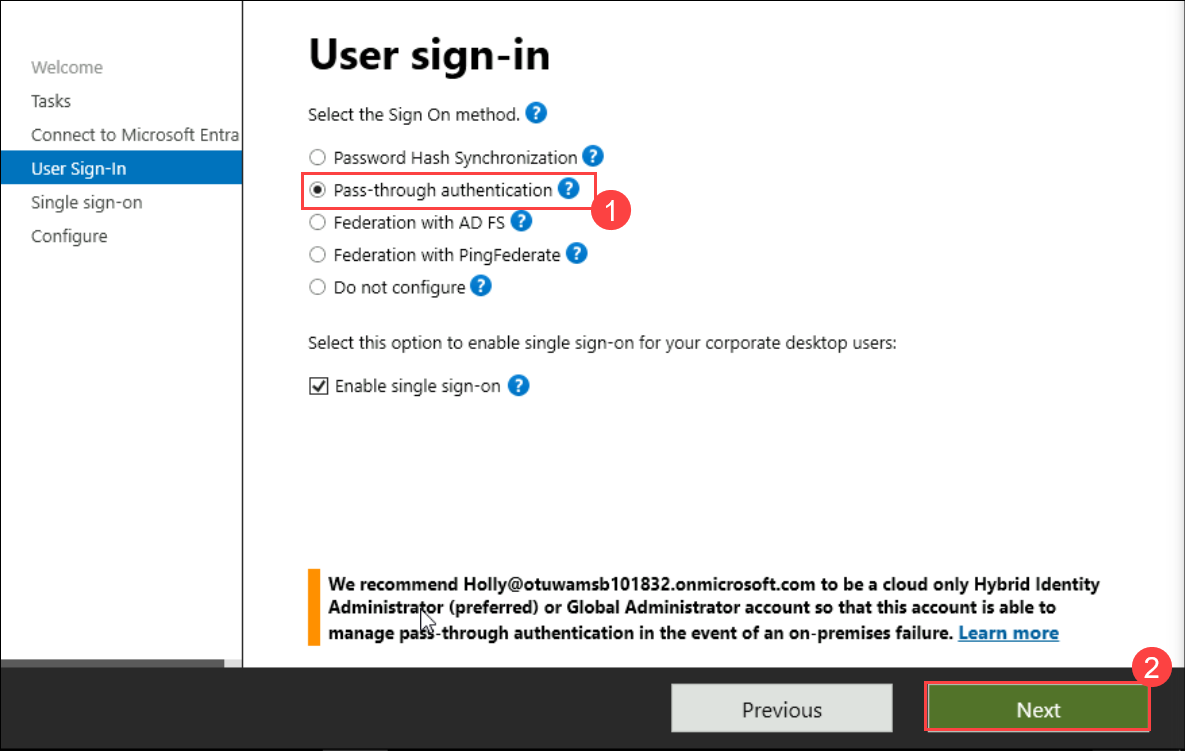 User sign-in
Welcome
Tasks
Connect to Microsoft Entra
User Sign-In
Single sign-on
Configure
Select the Sign On method. ?
Password Hash Synchronization ?
Pass-through authentication ?
1
Federation with AD FS ?
Federation with PingFederate ?
Do not configure ?
Select this option to enable single sign-on for your corporate desktop users:
Enable single sign-on ?
We recommend Holly@otuwamsb101832.onmicrosoft.com to be a cloud only Hybrid Identity
Administrator (preferred) or Global Administrator account so that this account is able to
manage pass-through authentication in the event of an on-premises failure. Learn more
2
Previous
Next